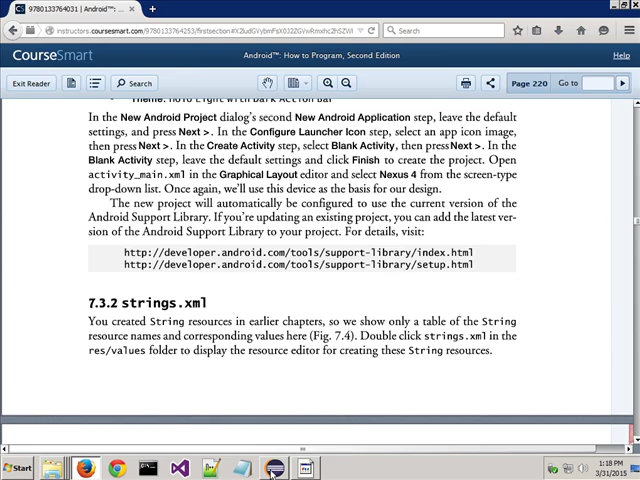 9780133764031 | Android™:...
instructors.coursesmart.com/9780133764253/firstsection#
Search
CourseSmart
Android™: How to Program, Second Edition
Help
Exit Reader
Search
Page 220
Go to:
Theme: Holo Light with Dark Action Bar
In the New Android Project dialog's second New Android Application step, leave the default
settings, and press Next >. In the Configure Launcher Icon step, select an app icon image,
then press Next >. In the Create Activity step, select Blank Activity, then press Next >. In the
Blank Activity step, leave the default settings and click Finish to create the project. Open
activity_main.xml in the Graphical Layout editor and select Nexus 4 from the screen-type
drop-down list. Once again, we'll use this device as the basis for our design.
The new project will automatically be configured to use the current version of the
Android Support Library. If you're updating an existing project, you can add the latest ver-
sion of the Android Support Library to your project. For details, visit:
http://developer.android.com/tools/support-library/index.html
http://developer.android.com/tools/support-library/setup.html
7.3.2 strings.xml
You created String resources in earlier chapters, so we show only a table of the String
resource names and corresponding values here (Fig. 7.4). Double click strings.xml in the
res/values folder to display the resource editor for creating these String resources.
Start
1:18 PM
3/31/2015